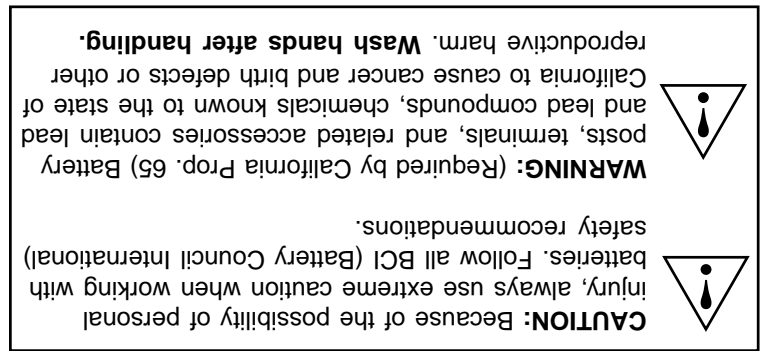 CAUTION: Because of the possibility of personal
injury, always use extreme caution when working with
batteries. Follow all BCI (Battery Council International)
safety recommendations.
WARNING: (Required by California Prop. 65) Battery
posts, terminals, and related accessories contain lead
and lead compounds, chemicals known to the state of
California to cause cancer and birth defects or other
reproductive harm. Wash hands after handling.